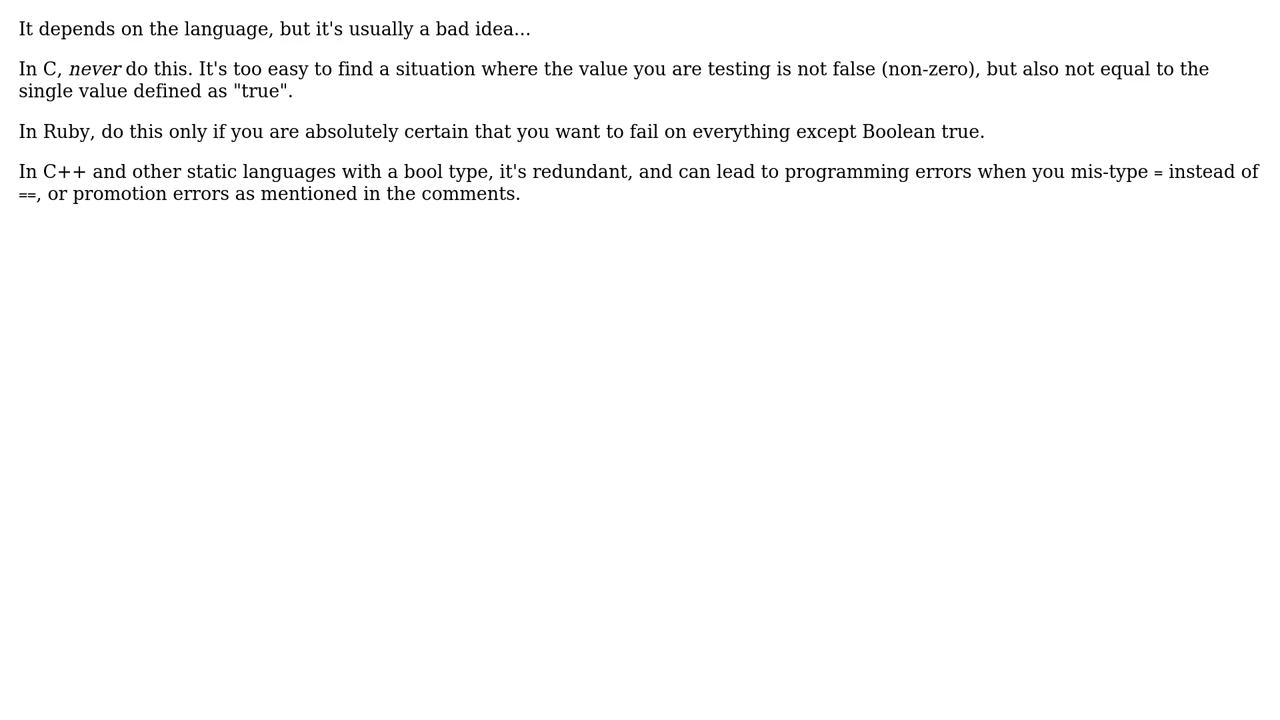 It depends on the language, but it's usually a bad idea...
In C, never do this. It's too easy to find a situation where the value you are testing is not false (non-zero), but also not equal to the
single value defined as "true".
In Ruby, do this only if you are absolutely certain that you want to fail on everything except Boolean true.
In C++ and other static languages with a bool type, it's redundant, and can lead to programming errors when you mis-type = instead of
==, or promotion errors as mentioned in the comments.